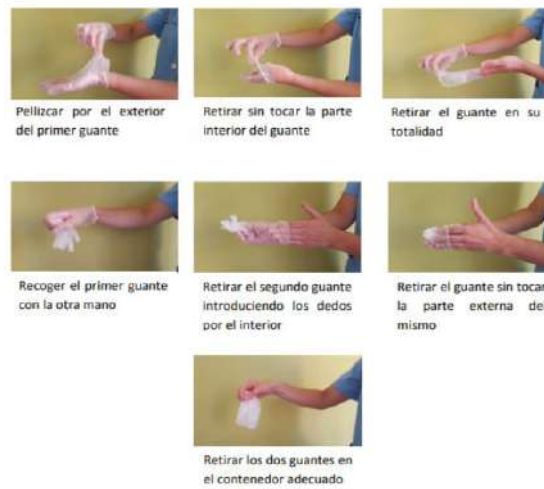 Pellizcar por el exterior
del primer guante
Retirar sin tocar la parte
interior del guante
Retirar el guante en su
totalidad
Recoger el primer guante
con la otra mano
Retirar el segundo guante
introduciendo los dedos
por el interior
Retirar el guante sin tocar
la parte externa del
mismo
Retirar los dos guantes en
el contenedor adecuado